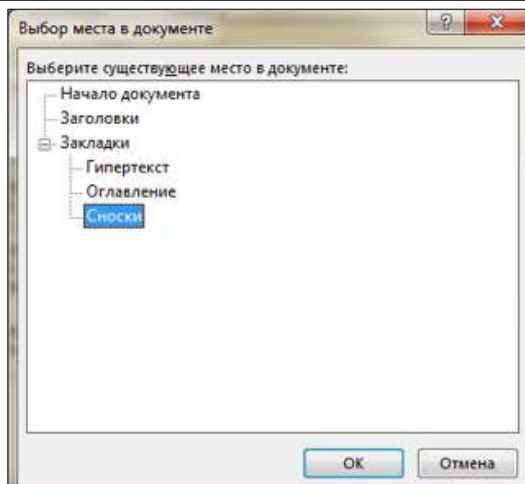 Выбор места в документе
Выберите существующее место в документе:
Начало документа
Заголовки
Закладки
Гипертекст
Оглавление
Сноски
ОК
Отмена